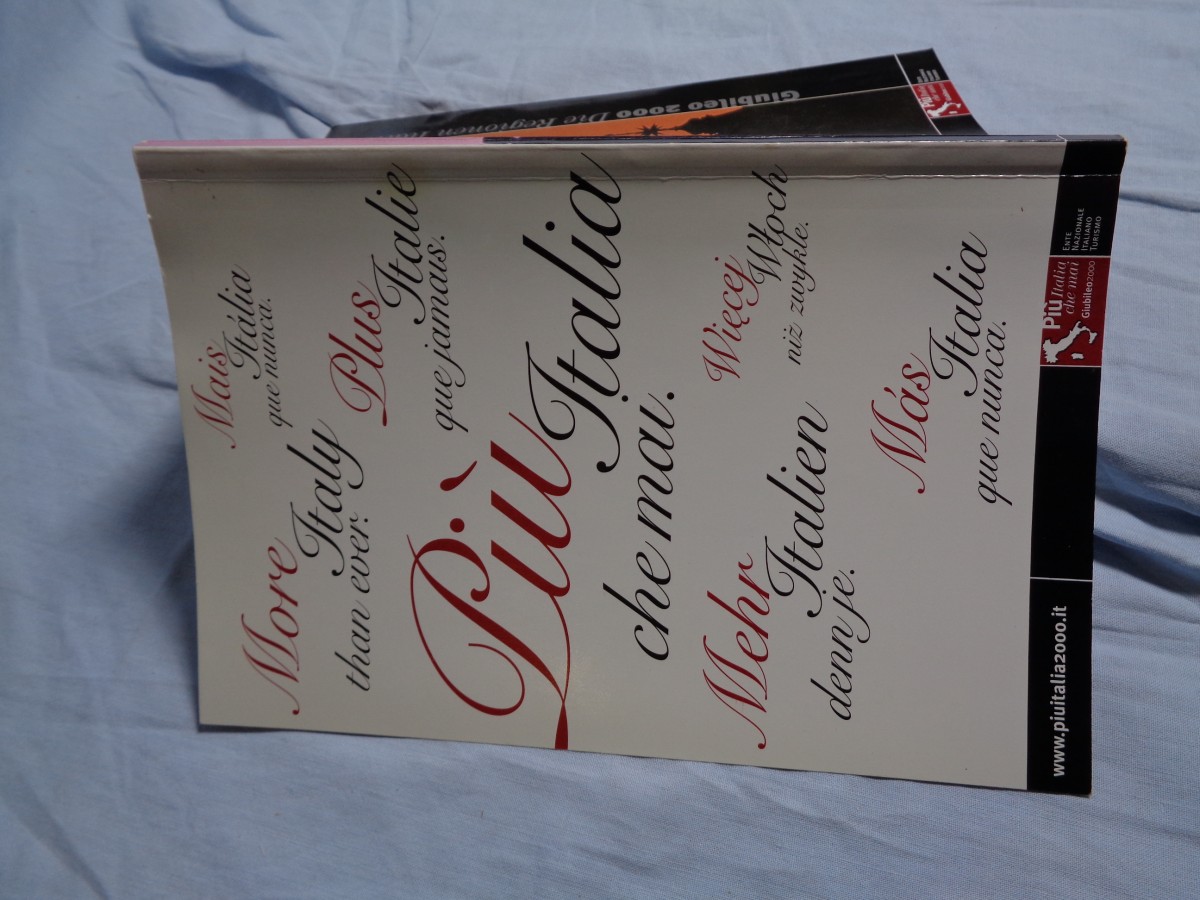 Mais
Itália
que nunca.
More
Italy
than ever.
Plus
Italie
que jamais.
Più
Italia
che mai.
Więcej
Włoch
niż zwykle.
Mehr
Italien
denn je.
Más
Italia
que nunca.
www.piuitalia2000.it
Più Italia
che mai
Giubileo2000
ENTE
NAZIONALE
ITALIANO
TURISMO
Giubileo 2000 Die Regionen
Più